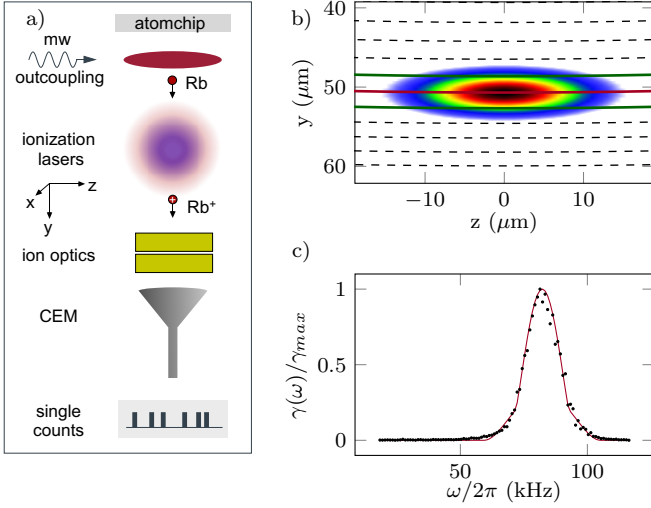 a)
atomchip
mw
outcoupling
Rb
ionization
lasers
x
z
y
+
Rb⁺
ion optics
CEM
single
counts
b)
40
50
60
y (μm)
−10
0
10
z (μm)
c)
1
0.5
0
γ(ω)/γmax
50
100
ω/2π (kHz)